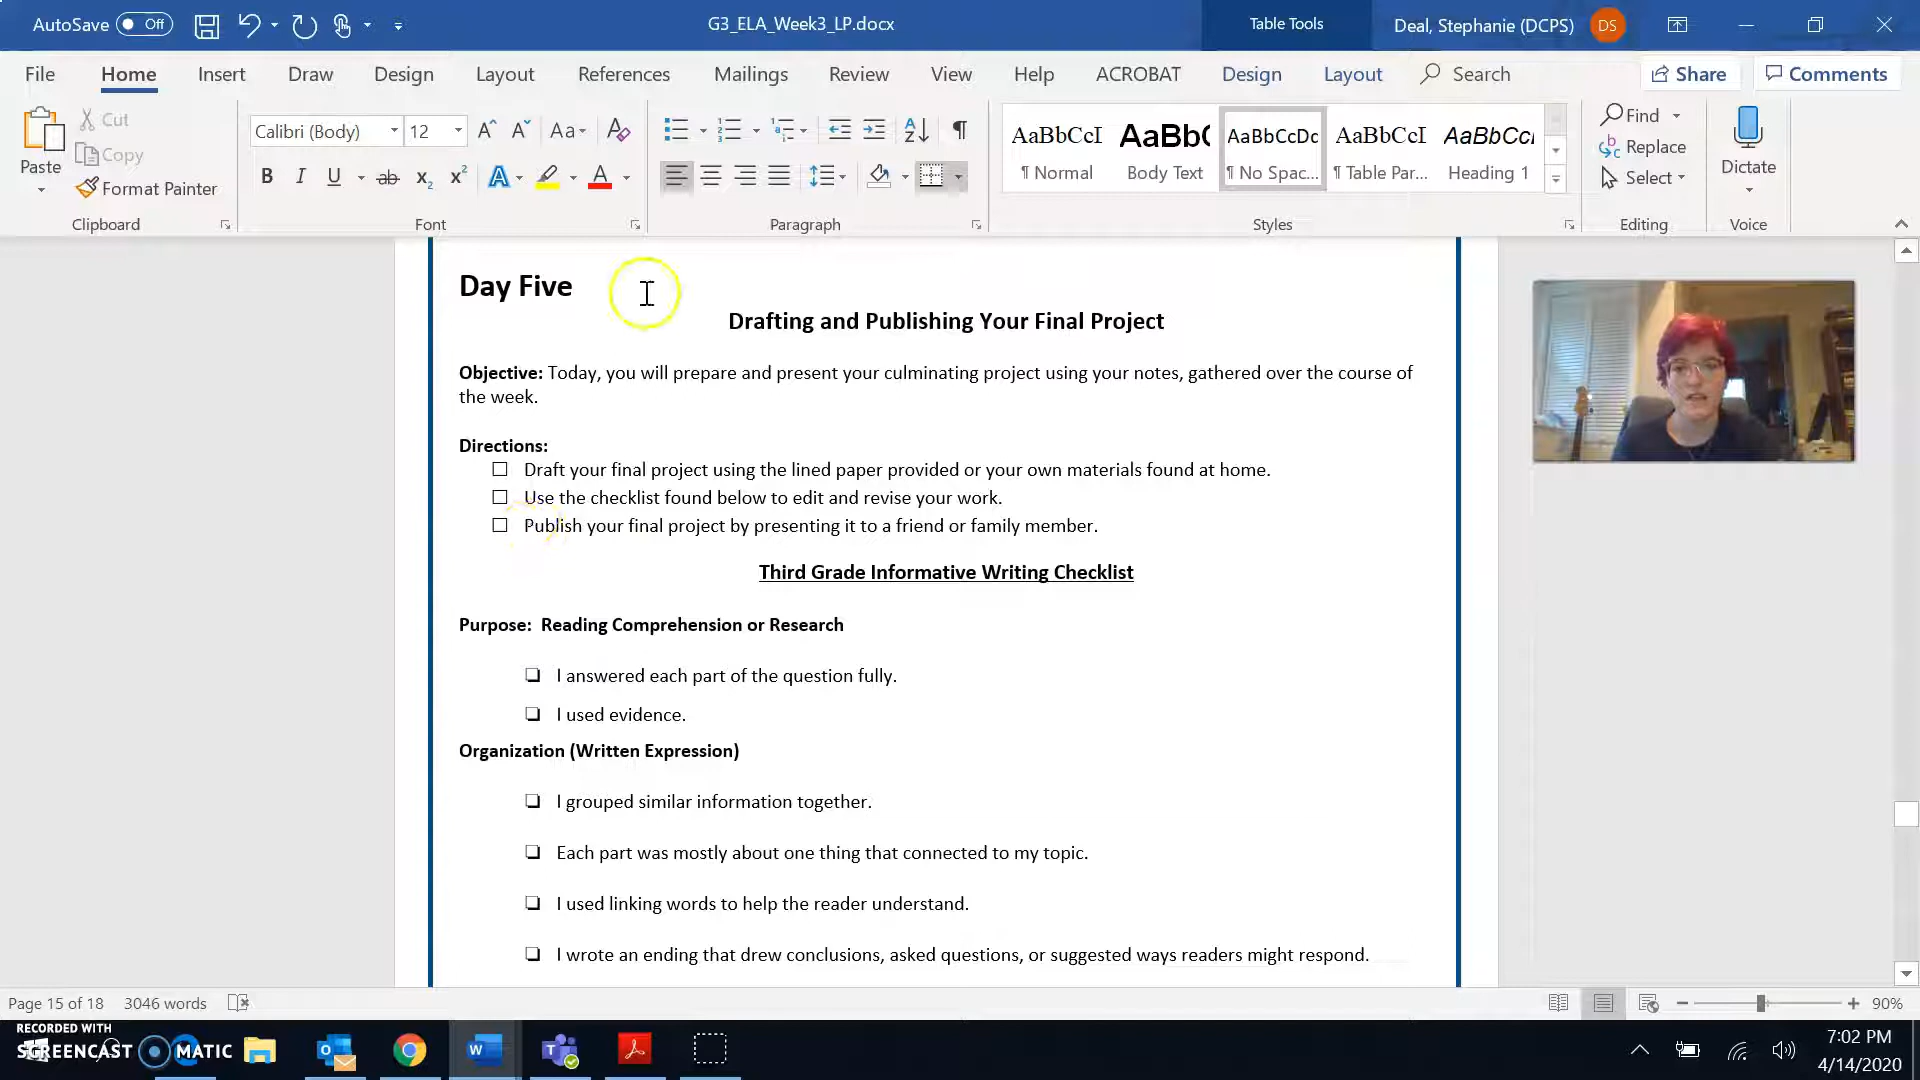 AutoSave Off
G3_ELA_Week3_LP.docx
Table Tools
Deal, Stephanie (DCPS) DS
File Home Insert Draw Design Layout References Mailings Review View Help ACROBAT Design Layout Search Share Comments
Paste
Cut
Copy
Format Painter
Clipboard
Calibri (Body) 12 Aa
B I U ab x₂ x² A A
Font
Paragraph
AaBbCcI AaBbC AaBbCcDc AaBbCcI AaBbCcI
¶ Normal Body Text ¶ No Spac... ¶ Table Par... Heading 1
Styles
Find
Replace
Select
Editing
Dictate
Voice
Day Five
Drafting and Publishing Your Final Project
Objective: Today, you will prepare and present your culminating project using your notes, gathered over the course of
the week.
Directions:
☐ Draft your final project using the lined paper provided or your own materials found at home.
☐ Use the checklist found below to edit and revise your work.
☐ Publish your final project by presenting it to a friend or family member.
Third Grade Informative Writing Checklist
Purpose: Reading Comprehension or Research
❏ I answered each part of the question fully.
❏ I used evidence.
Organization (Written Expression)
❏ I grouped similar information together.
❏ Each part was mostly about one thing that connected to my topic.
❏ I used linking words to help the reader understand.
❏ I wrote an ending that drew conclusions, asked questions, or suggested ways readers might respond.
Page 15 of 18 3046 words
90%
RECORDED WITH
SCREENCAST MATIC
7:02 PM
4/14/2020